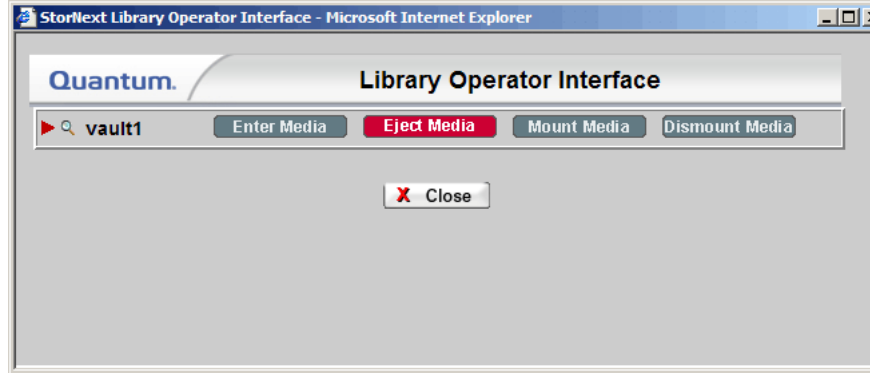 StorNext Library Operator Interface - Microsoft Internet Explorer
Quantum. Library Operator Interface
vault1 Enter Media Eject Media Mount Media Dismount Media
X Close